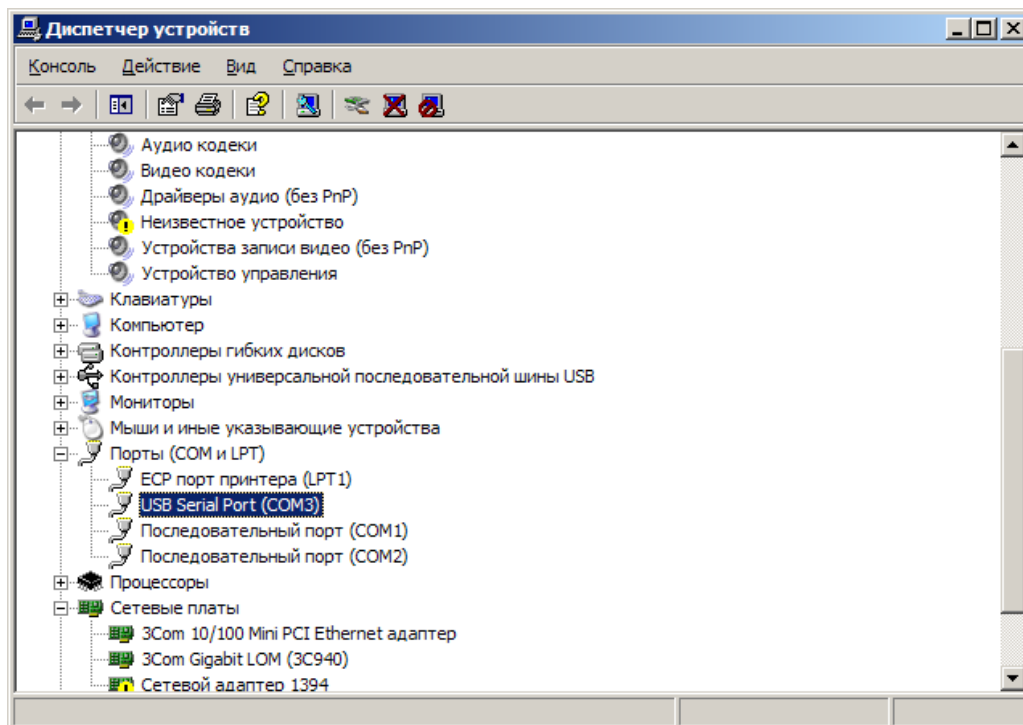 Диспетчер устройств
Консоль Действие Вид Справка
Аудио кодеки
Видео кодеки
Драйверы аудио (без PnP)
Неизвестное устройство
Устройства записи видео (без PnP)
Устройство управления
Клавиатуры
Компьютер
Контроллеры гибких дисков
Контроллеры универсальной последовательной шины USB
Мониторы
Мыши и иные указывающие устройства
Порты (COM и LPT)
ECP порт принтера (LPT1)
USB Serial Port (COM3)
Последовательный порт (COM1)
Последовательный порт (COM2)
Процессоры
Сетевые платы
3Com 10/100 Mini PCI Ethernet адаптер
3Com Gigabit LOM (3C940)
Сетевой адаптер 1394